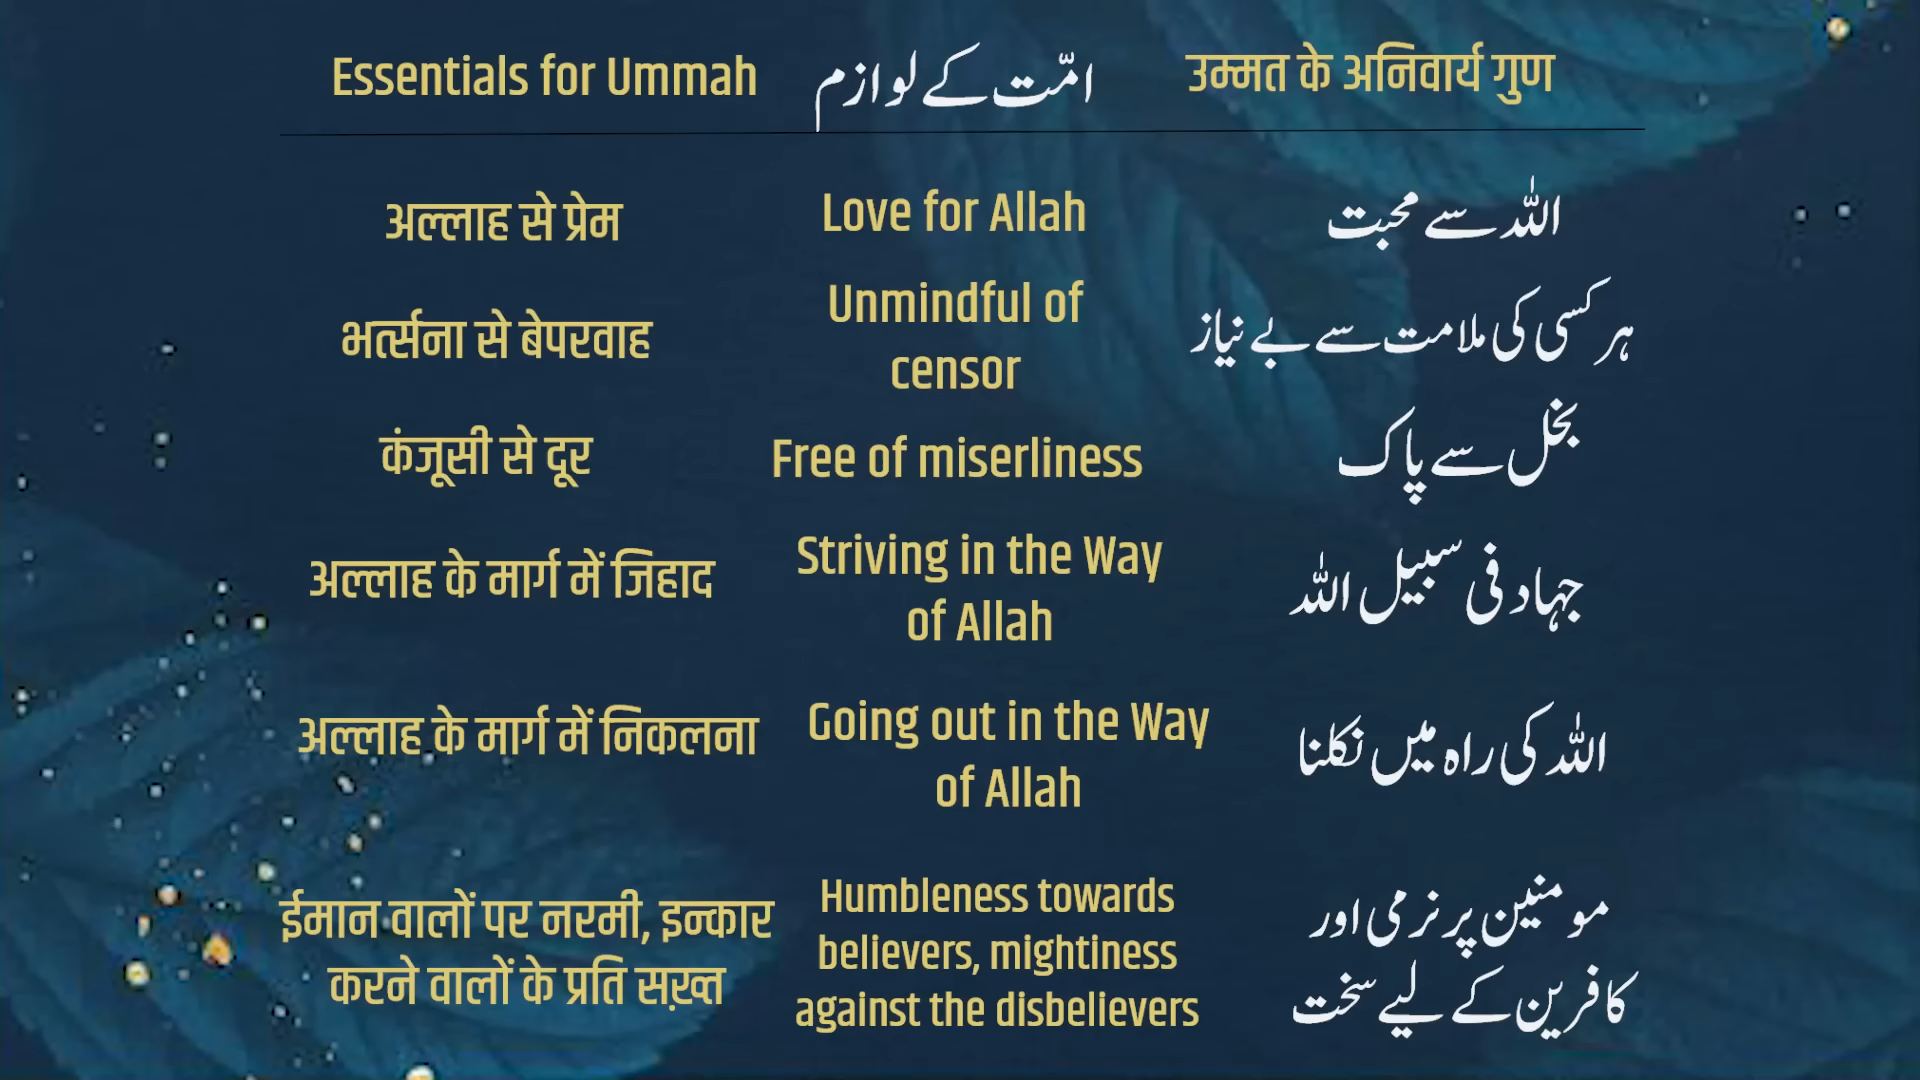 Essentials for Ummah
امّت کے لوازم
उम्मत के अनिवार्य गुण
अल्लाह से प्रेम
Love for Allah
اللہ سے محبت
भर्त्सना से बेपरवाह
Unmindful of
censor
ہر کسی کی ملامت سے بے نیاز
कंजूसी से दूर
Free of miserliness
بخل سے پاک
अल्लाह के मार्ग में जिहाद
Striving in the Way
of Allah
جہاد فی سبیل اللہ
अल्लाह के मार्ग में निकलना
Going out in the Way
of Allah
اللہ کی راہ میں نکلنا
ईमान वालों पर नरमी, इन्कार
करने वालों के प्रति सख़्त
Humbleness towards
believers, mightiness
against the disbelievers
مومنین پر نرمی اور
کافرین کے لیے سخت